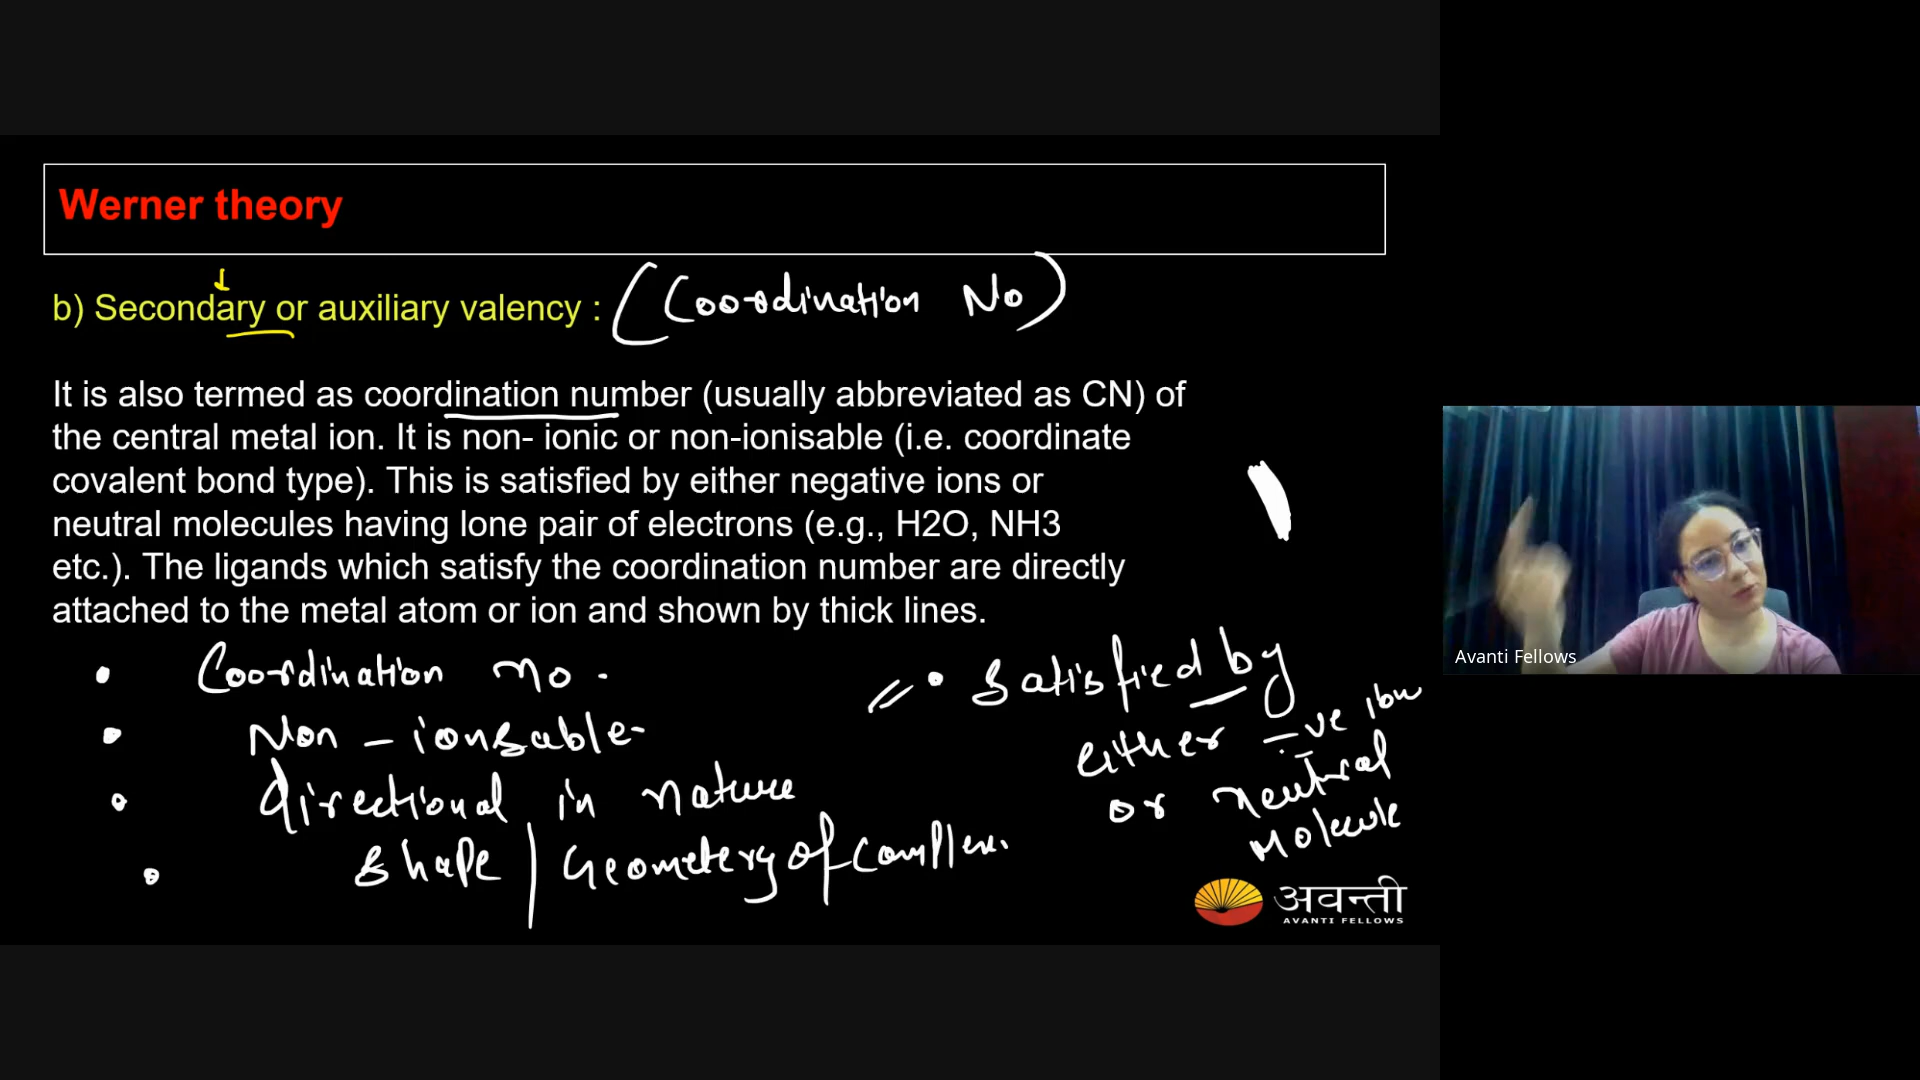 Werner theory
b) Secondary or auxiliary valency : (Coordination No)
It is also termed as coordination number (usually abbreviated as CN) of
the central metal ion. It is non- ionic or non-ionisable (i.e. coordinate
covalent bond type). This is satisfied by either negative ions or
neutral molecules having lone pair of electrons (e.g., H2O, NH3
etc.). The ligands which satisfy the coordination number are directly
attached to the metal atom or ion and shown by thick lines.
• Coordination no.
• Non - ionsable
• directional in nature
• shape | Geometery of complex.
• Satisfied by
either -ve ion
or neutral
molecule
अवन्ती
AVANTI FELLOWS
Avanti Fellows